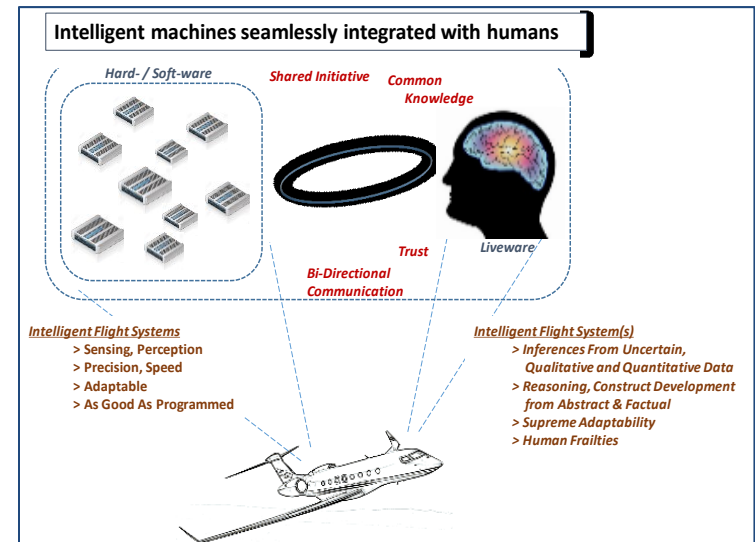 Intelligent machines seamlessly integrated with humans
Hard- / Soft-ware
Shared Initiative
Common
Knowledge
Trust
Liveware
Bi-Directional
Communication
Intelligent Flight Systems
> Sensing, Perception
> Precision, Speed
> Adaptable
> As Good As Programmed
Intelligent Flight System(s)
> Inferences From Uncertain,
Qualitative and Quantitative Data
> Reasoning, Construct Development
from Abstract & Factual
> Supreme Adaptability
> Human Frailties